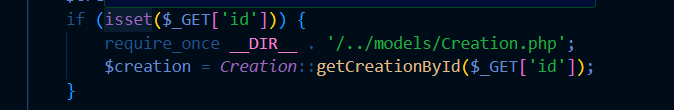 if (isset($_GET['id'])) {
require_once __DIR__ . '/../models/Creation.php';
$creation = Creation::getCreationById($_GET['id']);
}